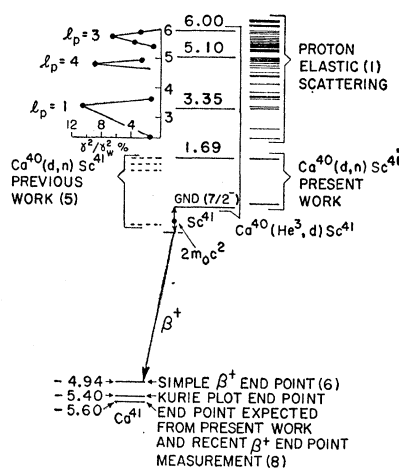 6.00
6
ℓp = 3
5.10
5
PROTON
ELASTIC (1)
SCATTERING
ℓp = 4
4
3.35
ℓp = 1
3
12 8 4
γ²/γ²w %
1.69
Ca⁴⁰(d,n) Sc⁴¹
PREVIOUS
WORK (5)
Ca⁴⁰(d,n) Sc⁴¹
PRESENT
WORK
GND (7/2⁻)
Sc⁴¹
Ca⁴⁰(He³, d) Sc⁴¹
2m₀c²
β⁺
-4.94
SIMPLE β⁺ END POINT (6)
-5.40
KURIE PLOT END POINT
-5.60
Ca⁴¹
END POINT EXPECTED
FROM PRESENT WORK
AND RECENT β⁺ END POINT
MEASUREMENT (8)